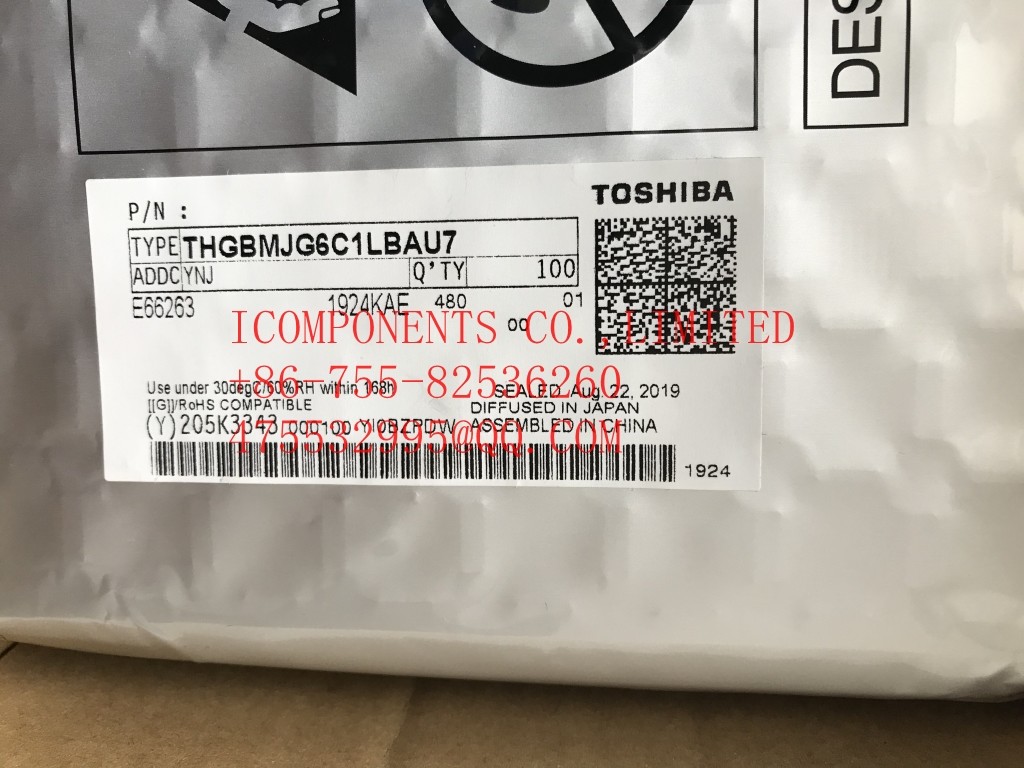 DES
TOSHIBA
P/N :
TYPE THGBMJG6C1LBAU7
ADDC YNJ Q'TY 100
E66263 1924KAE 480 01
00
ICOMPONENTS CO.,LIMITED
+86-755-82536260
Use under 30degC/60%RH within 168h SEALED Aug. 22, 2019
[[G]]/RoHS COMPATIBLE DIFFUSED IN JAPAN
(Y)205K3343 000100 ASSEMBLED IN CHINA
475532995@QQ.COM
1924